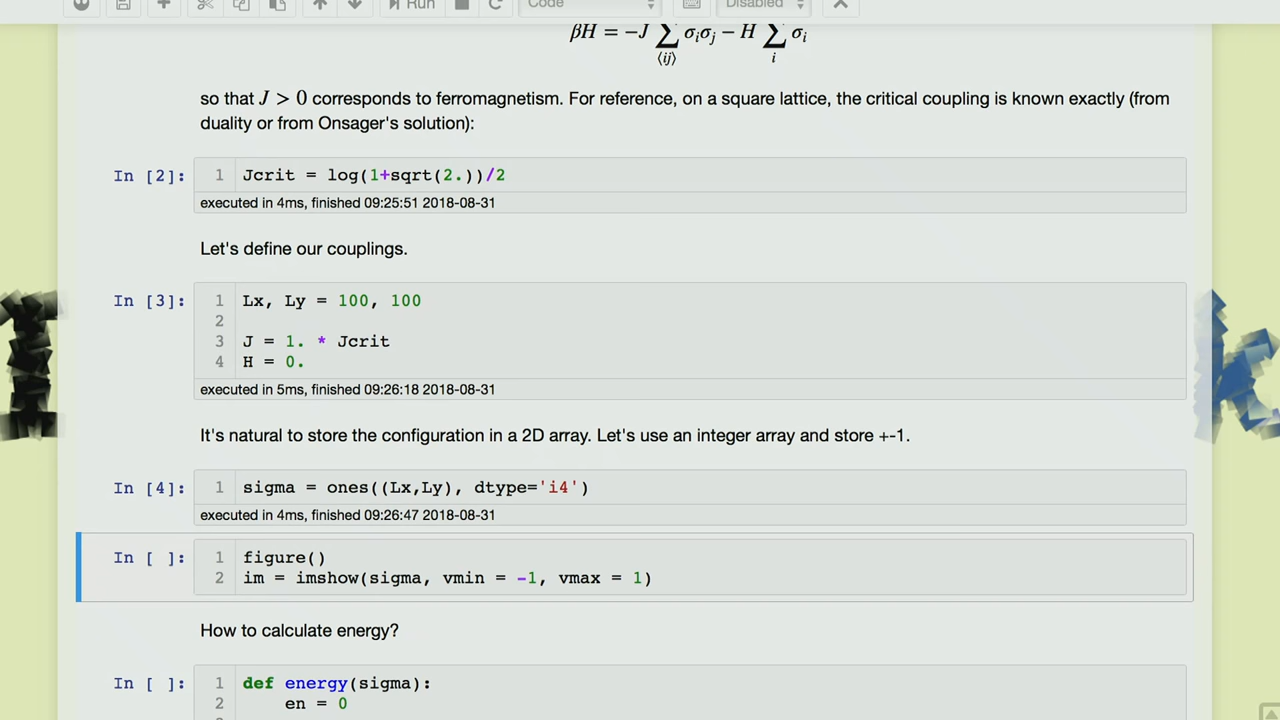 Run Code Disabled
βH = −J ∑ σiσj − H ∑ σi
⟨ij⟩ i
so that J > 0 corresponds to ferromagnetism. For reference, on a square lattice, the critical coupling is known exactly (from
duality or from Onsager's solution):
In [2]: 1 Jcrit = log(1+sqrt(2.))/2
executed in 4ms, finished 09:25:51 2018-08-31
Let's define our couplings.
In [3]: 1 Lx, Ly = 100, 100
2
3 J = 1. * Jcrit
4 H = 0.
executed in 5ms, finished 09:26:18 2018-08-31
It's natural to store the configuration in a 2D array. Let's use an integer array and store +-1.
In [4]: 1 sigma = ones((Lx,Ly), dtype='i4')
executed in 4ms, finished 09:26:47 2018-08-31
In [ ]: 1 figure()
2 im = imshow(sigma, vmin = -1, vmax = 1)
How to calculate energy?
In [ ]: 1 def energy(sigma):
2 en = 0